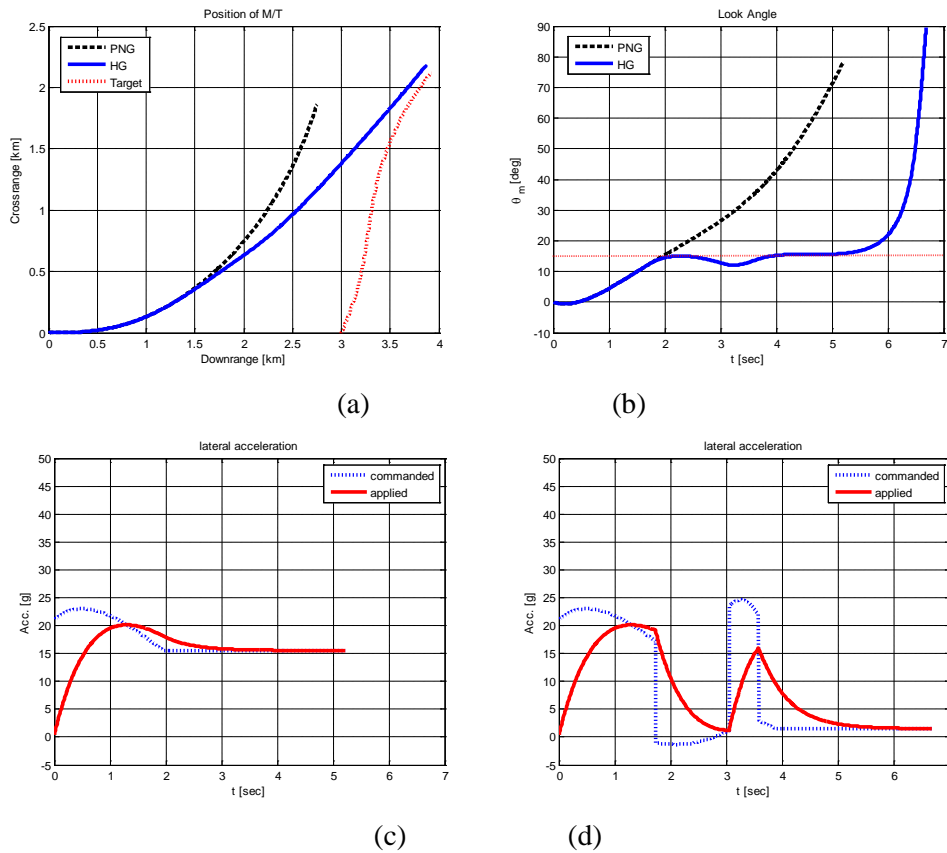 Position of M/T
2.5
2
1.5
1
0.5
0
Crossrange [km]
PNG
HG
Target
0 0.5 1 1.5 2 2.5 3 3.5 4
Downrange [km]
Look Angle
90
80
70
60
50
40
30
20
10
0
-10
θ m [deg]
PNG
HG
0 1 2 3 4 5 6 7
t [sec]
(a) (b)
lateral acceleration
50
45
40
35
30
25
20
15
10
5
0
-5
Acc. [g]
commanded
applied
0 1 2 3 4 5 6 7
t [sec]
lateral acceleration
50
45
40
35
30
25
20
15
10
5
0
-5
Acc. [g]
commanded
applied
0 1 2 3 4 5 6
t [sec]
(c) (d)